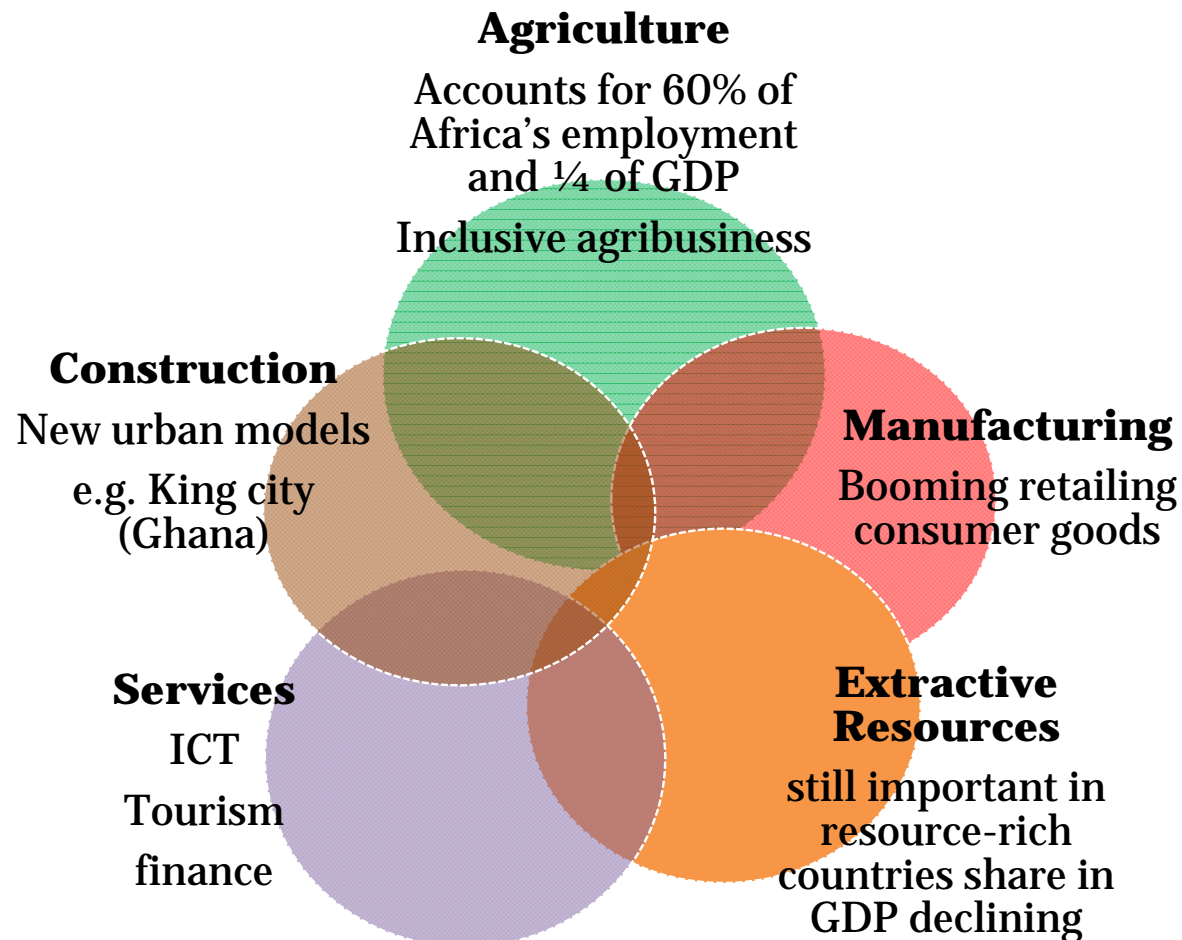 Agriculture
Accounts for 60% of
Africa’s employment
and ¼ of GDP
Inclusive agribusiness
Construction
New urban models
e.g. King city
(Ghana)
Manufacturing
Booming retailing
consumer goods
Services
ICT
Tourism
finance
Extractive
Resources
still important in
resource-rich
countries share in
GDP declining